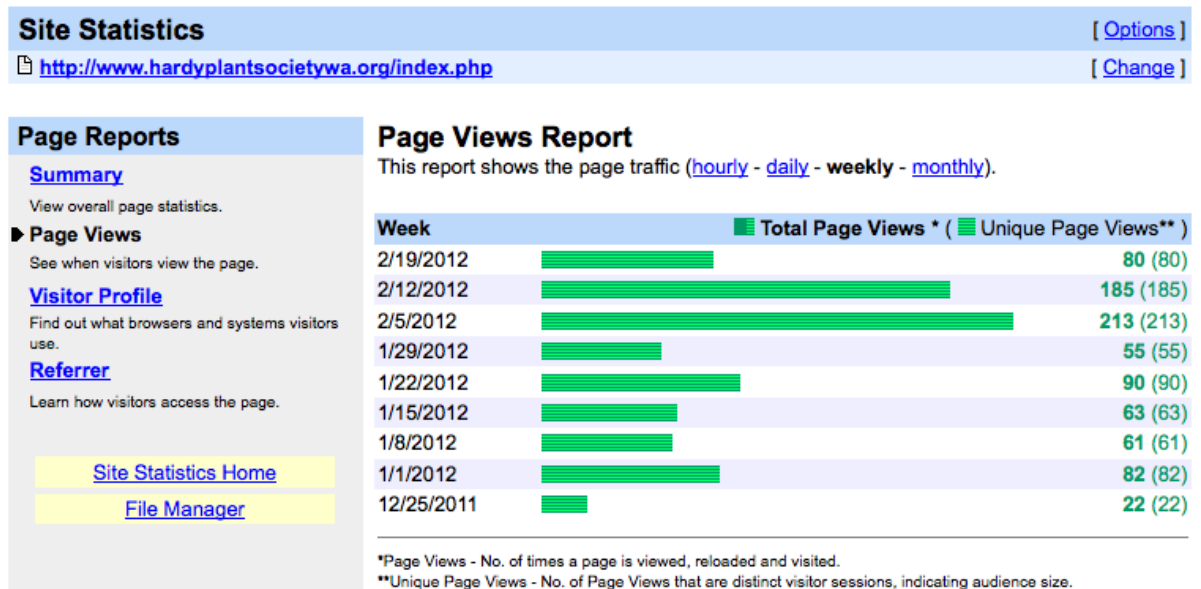 Site Statistics [ Options ]
http://www.hardyplantsocietywa.org/index.php [ Change ]
Page Reports
Summary
View overall page statistics.
Page Views
See when visitors view the page.
Visitor Profile
Find out what browsers and systems visitors
use.
Referrer
Learn how visitors access the page.
Site Statistics Home
File Manager
Page Views Report
This report shows the page traffic (hourly - daily - weekly - monthly).
Week Total Page Views * ( Unique Page Views** )
2/19/2012 80 (80)
2/12/2012 185 (185)
2/5/2012 213 (213)
1/29/2012 55 (55)
1/22/2012 90 (90)
1/15/2012 63 (63)
1/8/2012 61 (61)
1/1/2012 82 (82)
12/25/2011 22 (22)
*Page Views - No. of times a page is viewed, reloaded and visited.
**Unique Page Views - No. of Page Views that are distinct visitor sessions, indicating audience size.